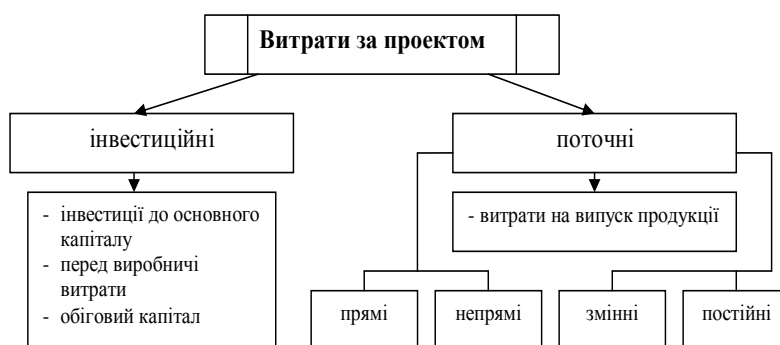 Витрати за проектом
інвестиційні
поточні
- інвестиції до основного
капіталу
- перед виробничі
витрати
- обіговий капітал
- витрати на випуск продукції
прямі
непрямі
змінні
постійні